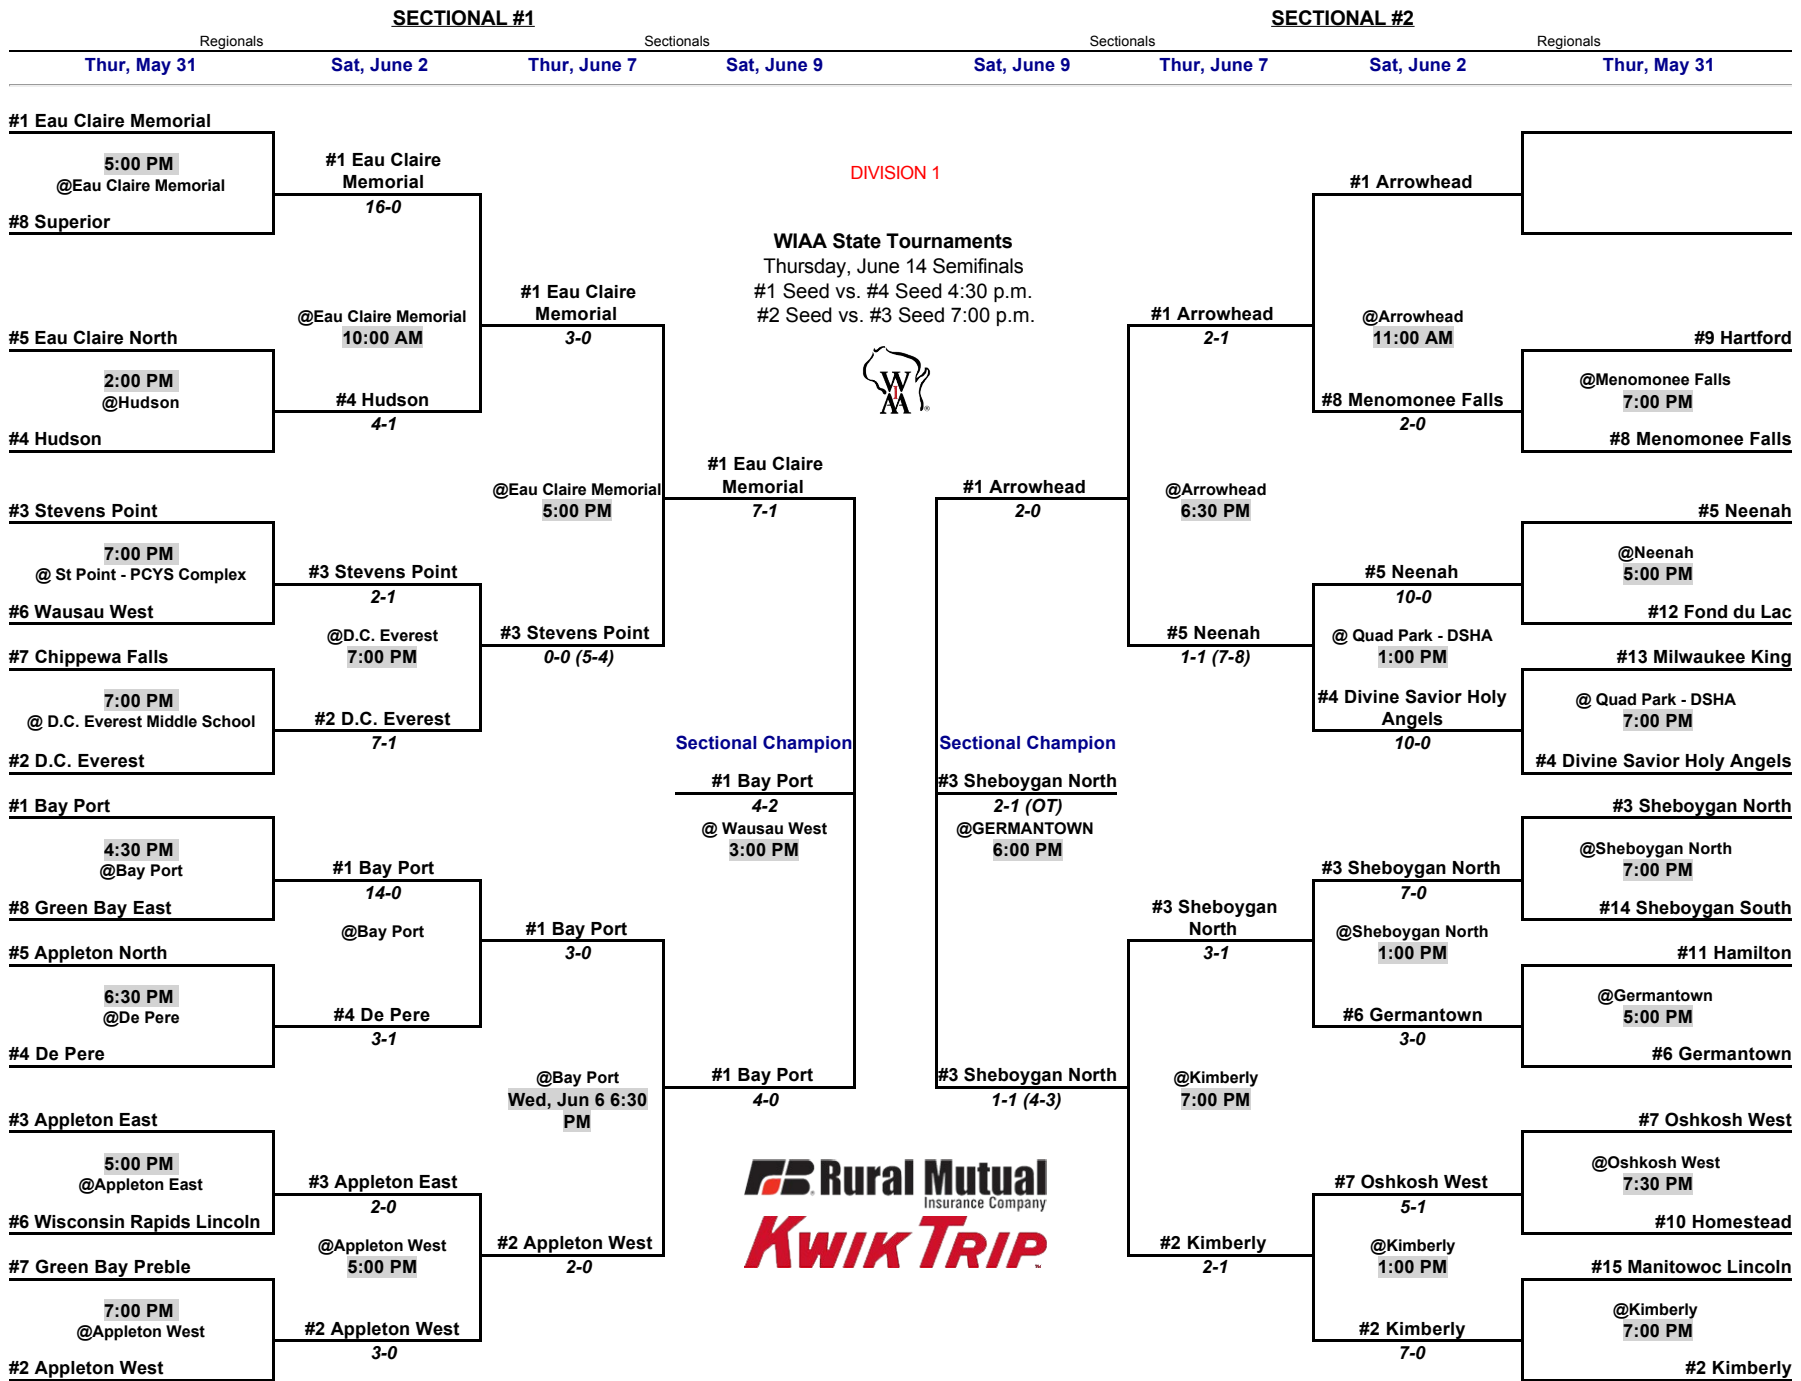 SECTIONAL #1
SECTIONAL #2
Regionals
Sectionals
Sectionals
Regionals
Thur, May 31
Sat, June 2
Thur, June 7
Sat, June 9
Sat, June 9
Thur, June 7
Sat, June 2
Thur, May 31
#1 Eau Claire Memorial
5:00 PM
@Eau Claire Memorial
#8 Superior
#5 Eau Claire North
2:00 PM
@Hudson
#4 Hudson
#3 Stevens Point
7:00 PM
@ St Point - PCYS Complex
#6 Wausau West
#7 Chippewa Falls
7:00 PM
@ D.C. Everest Middle School
#2 D.C. Everest
#1 Bay Port
4:30 PM
@Bay Port
#8 Green Bay East
#5 Appleton North
6:30 PM
@De Pere
#4 De Pere
#3 Appleton East
5:00 PM
@Appleton East
#6 Wisconsin Rapids Lincoln
#7 Green Bay Preble
7:00 PM
@Appleton West
#2 Appleton West
#1 Eau Claire
Memorial
16-0
@Eau Claire Memorial
10:00 AM
#4 Hudson
4-1
#3 Stevens Point
2-1
@D.C. Everest
7:00 PM
#2 D.C. Everest
7-1
#1 Bay Port
14-0
@Bay Port
#4 De Pere
3-1
#3 Appleton East
2-0
@Appleton West
5:00 PM
#2 Appleton West
3-0
#1 Eau Claire
Memorial
3-0
@Eau Claire Memorial
5:00 PM
#3 Stevens Point
0-0 (5-4)
#1 Bay Port
3-0
@Bay Port
Wed, Jun 6 6:30
PM
#2 Appleton West
2-0
#1 Eau Claire
Memorial
7-1
Sectional Champion
#1 Bay Port
4-2
@ Wausau West
3:00 PM
#1 Bay Port
4-0
DIVISION 1
WIAA State Tournaments
Thursday, June 14 Semifinals
#1 Seed vs. #4 Seed 4:30 p.m.
#2 Seed vs. #3 Seed 7:00 p.m.
WIAA
®
Rural Mutual
Insurance Company
KWIK TRIP
#1 Arrowhead
2-0
Sectional Champion
#3 Sheboygan North
2-1 (OT)
@GERMANTOWN
6:00 PM
#3 Sheboygan North
1-1 (4-3)
#1 Arrowhead
2-1
@Arrowhead
6:30 PM
#5 Neenah
1-1 (7-8)
#3 Sheboygan
North
3-1
@Kimberly
7:00 PM
#2 Kimberly
2-1
#1 Arrowhead
@Arrowhead
11:00 AM
#8 Menomonee Falls
2-0
#5 Neenah
10-0
@ Quad Park - DSHA
1:00 PM
#4 Divine Savior Holy
Angels
10-0
#3 Sheboygan North
7-0
@Sheboygan North
1:00 PM
#6 Germantown
3-0
#7 Oshkosh West
5-1
@Kimberly
1:00 PM
#2 Kimberly
7-0
#9 Hartford
@Menomonee Falls
7:00 PM
#8 Menomonee Falls
#5 Neenah
@Neenah
5:00 PM
#12 Fond du Lac
#13 Milwaukee King
@ Quad Park - DSHA
7:00 PM
#4 Divine Savior Holy Angels
#3 Sheboygan North
@Sheboygan North
7:00 PM
#14 Sheboygan South
#11 Hamilton
@Germantown
5:00 PM
#6 Germantown
#7 Oshkosh West
@Oshkosh West
7:30 PM
#10 Homestead
#15 Manitowoc Lincoln
@Kimberly
7:00 PM
#2 Kimberly